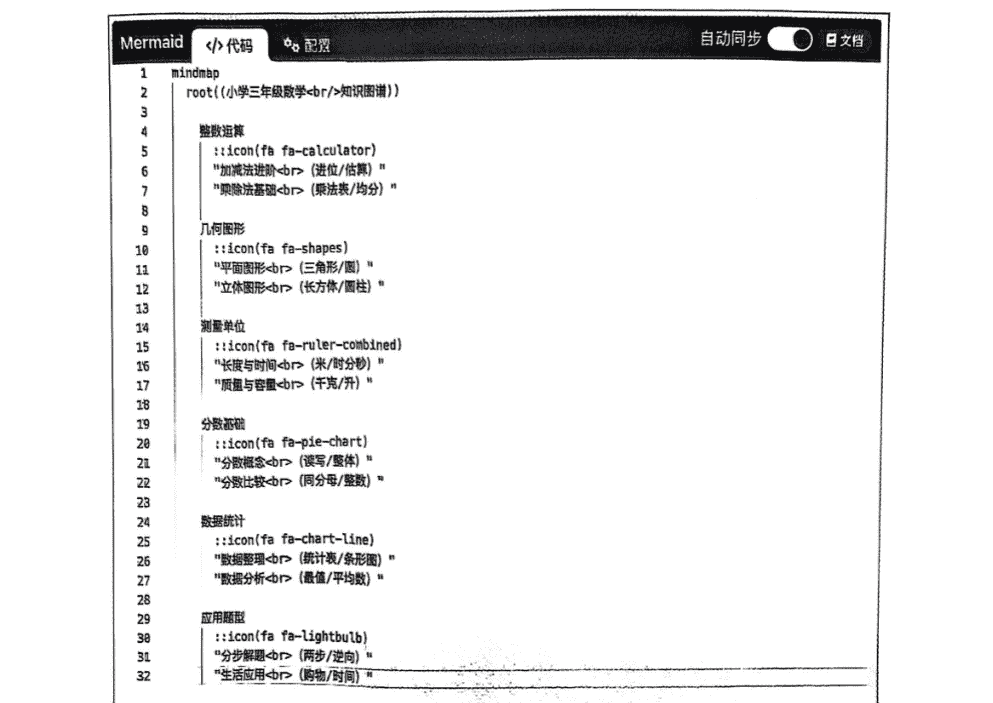 Mermaid </> 代码 配置 自动同步 文档
1 mindmap
2 root((小学三年级数学<br/>知识图谱))
3
4 整数运算
5 ::icon(fa fa-calculator)
6 "加减法进阶<br>（进位/估算）"
7 "乘除法基础<br>（乘法表/均分）"
8
9 几何图形
10 ::icon(fa fa-shapes)
11 "平面图形<br>（三角形/圆）"
12 "立体图形<br>（长方体/圆柱）"
13
14 测量单位
15 ::icon(fa fa-ruler-combined)
16 "长度与时间<br>（米/时分秒）"
17 "质量与容量<br>（千克/升）"
18
19 分数基础
20 ::icon(fa fa-pie-chart)
21 "分数概念<br>（读写/整体）"
22 "分数比较<br>（同分母/整数）"
23
24 数据统计
25 ::icon(fa fa-chart-line)
26 "数据整理<br>（统计表/条形图）"
27 "数据分析<br>（最值/平均数）"
28
29 应用题型
30 ::icon(fa fa-lightbulb)
31 "分步解题<br>（两步/逆向）"
32 "生活应用<br>（购物/时间）"